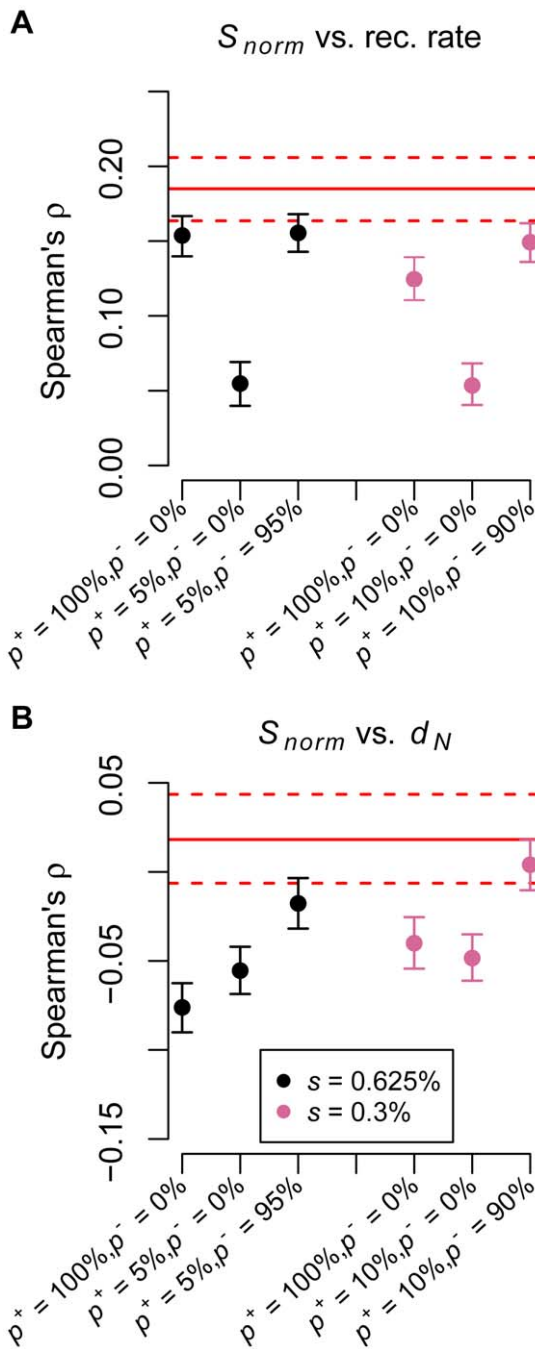 A
S norm vs. rec. rate
Spearman's ρ
0.20
0.10
0.00
p+ = 100%,p- = 0%
p+ = 5%,p- = 0%
p+ = 5%,p- = 95%
p+ = 100%,p- = 0%
p+ = 10%,p- = 0%
p+ = 10%,p- = 90%
B
S norm vs. d N
Spearman's ρ
0.05
−0.05
−0.15
s = 0.625%
s = 0.3%
p+ = 100%,p- = 0%
p+ = 5%,p- = 0%
p+ = 5%,p- = 95%
p+ = 100%,p- = 0%
p+ = 10%,p- = 0%
p+ = 10%,p- = 90%